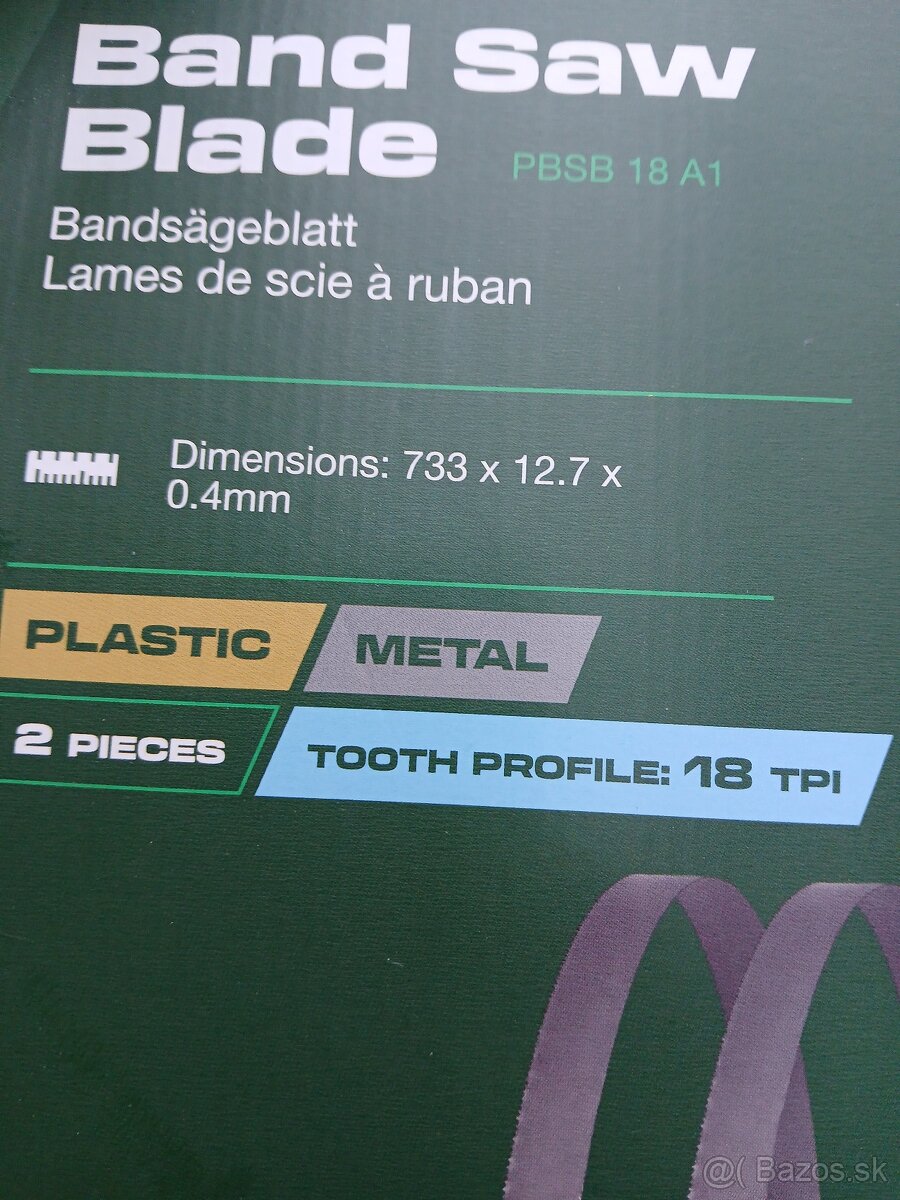 Band Saw
Blade PBSB 18 A1
Bandsägeblatt
Lames de scie à ruban
Dimensions: 733 x 12.7 x
0.4mm
PLASTIC METAL
2 PIECES TOOTH PROFILE: 18 TPI
@( Bazos.sk